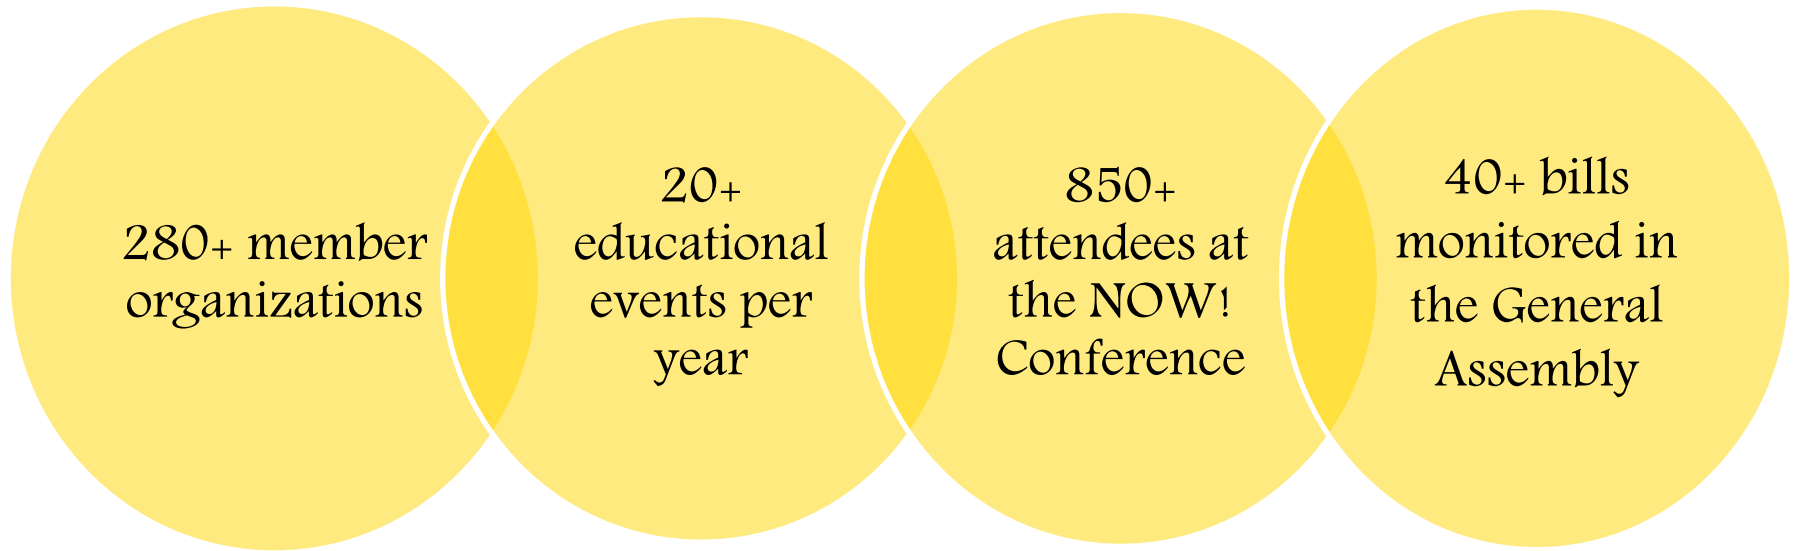 280+ member
organizations
20+
educational
events per
year
850+
attendees at
the NOW!
Conference
40+ bills
monitored in
the General
Assembly